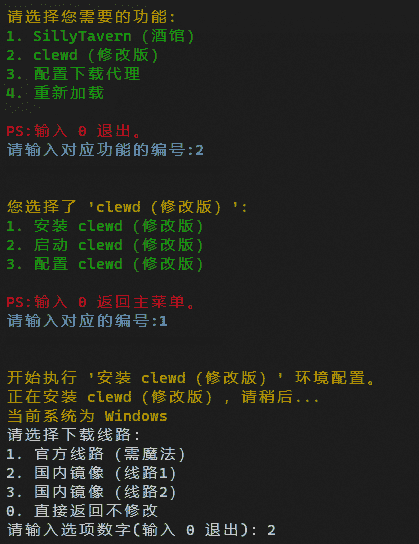 请选择您需要的功能:
1. SillyTavern (酒馆)
2. clewd (修改版)
3. 配置下载代理
4. 重新加载
PS:输入 0 退出。
请输入对应功能的编号:2
您选择了 'clewd (修改版) ':
1. 安装 clewd (修改版)
2. 启动 clewd (修改版)
3. 配置 clewd (修改版)
PS:输入 0 返回主菜单。
请输入对应的编号:1
开始执行 '安装 clewd (修改版) ' 环境配置。
正在安装 clewd (修改版) , 请稍后...
当前系统为 Windows
请选择下载线路:
1. 官方线路 (需魔法)
2. 国内镜像 (线路1)
3. 国内镜像 (线路2)
0. 直接返回不修改
请输入选项数字(输入 0 退出): 2